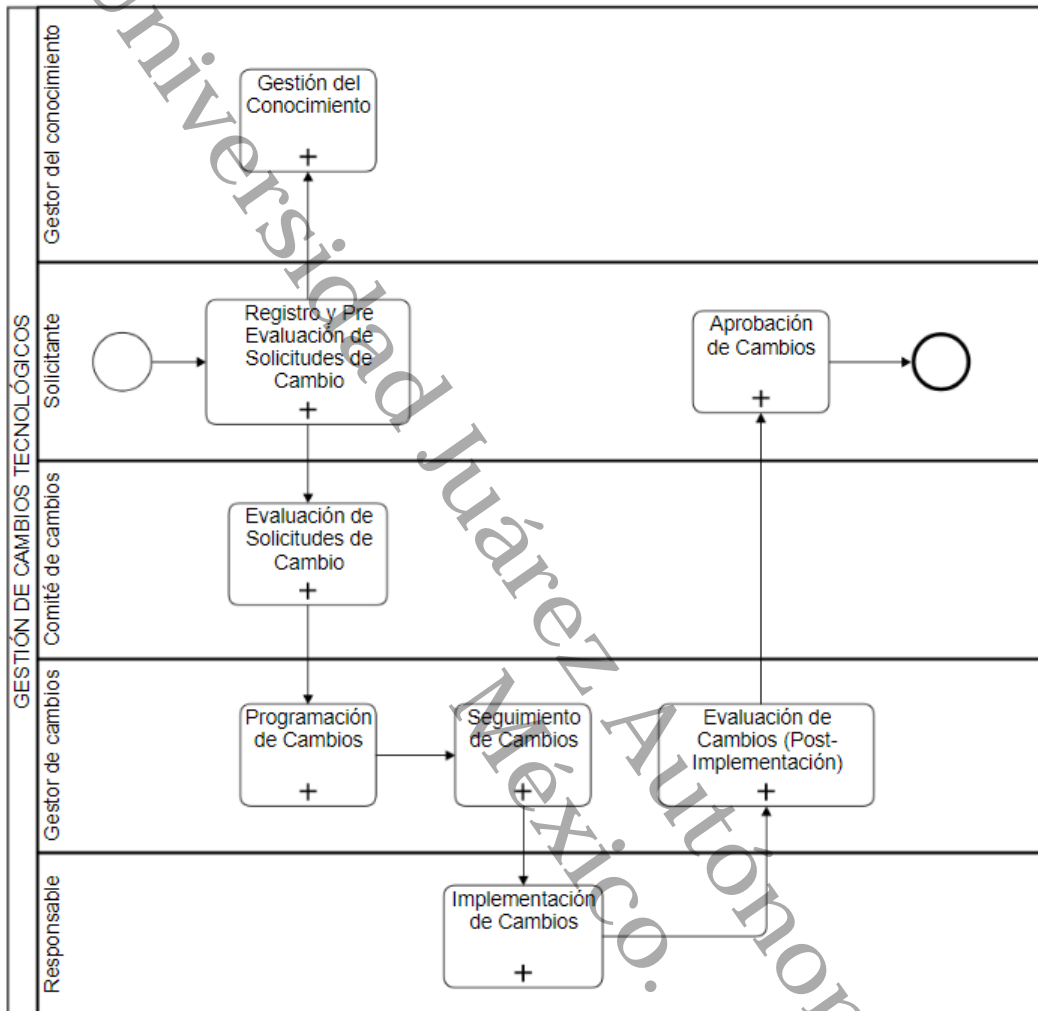 GESTIÓN DE CAMBIOS TECNOLÓGICOS
Gestor del conocimiento
Gestión del
Conocimiento
Solicitante
Registro y Pre
Evaluación de
Solicitudes de
Cambio
Aprobación
de Cambios
Comité de cambios
Evaluación de
Solicitudes de
Cambio
Gestor de cambios
Programación
de Cambios
Seguimiento
de Cambios
Evaluación de
Cambios (Post-
Implementación)
Responsable
Implementación
de Cambios
Universidad Juárez Autónom
México.